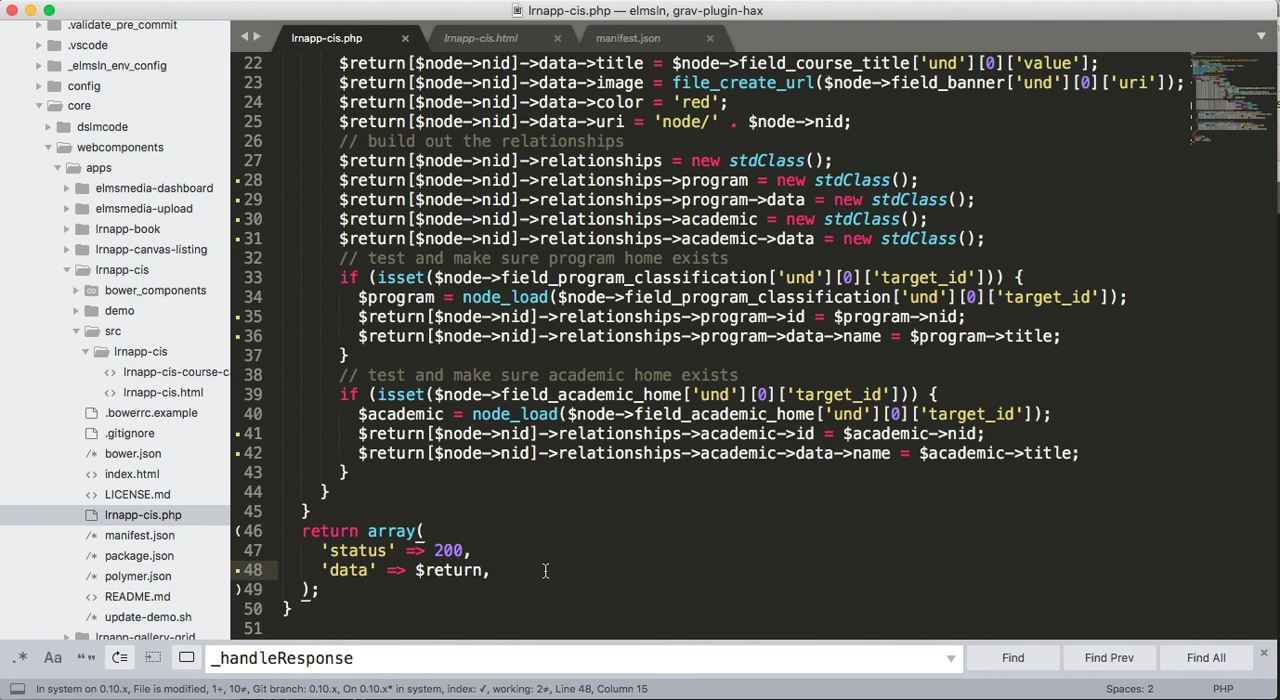 lrnapp-cis.php — elmsln, grav-plugin-hax
.validate_pre_commit
.vscode
_elmsln_env_config
config
core
dslmcode
webcomponents
apps
elmsmedia-dashboard
elmsmedia-upload
lrnapp-book
lrnapp-canvas-listing
lrnapp-cis
bower_components
demo
src
lrnapp-cis
lrnapp-cis-course-c
lrnapp-cis.html
.bowerrc.example
.gitignore
bower.json
index.html
LICENSE.md
lrnapp-cis.php
manifest.json
package.json
polymer.json
README.md
update-demo.sh
lrnapp-gallery-grid
lrnapp-cis.php × lrnapp-cis.html × manifest.json ×
22 $return[$node->nid]->data->title = $node->field_course_title['und'][0]['value'];
23 $return[$node->nid]->data->image = file_create_url($node->field_banner['und'][0]['uri']);
24 $return[$node->nid]->data->color = 'red';
25 $return[$node->nid]->data->uri = 'node/' . $node->nid;
26 // build out the relationships
27 $return[$node->nid]->relationships = new stdClass();
28 $return[$node->nid]->relationships->program = new stdClass();
29 $return[$node->nid]->relationships->program->data = new stdClass();
30 $return[$node->nid]->relationships->academic = new stdClass();
31 $return[$node->nid]->relationships->academic->data = new stdClass();
32 // test and make sure program home exists
33 if (isset($node->field_program_classification['und'][0]['target_id'])) {
34 $program = node_load($node->field_program_classification['und'][0]['target_id']);
35 $return[$node->nid]->relationships->program->id = $program->nid;
36 $return[$node->nid]->relationships->program->data->name = $program->title;
37 }
38 // test and make sure academic home exists
39 if (isset($node->field_academic_home['und'][0]['target_id'])) {
40 $academic = node_load($node->field_academic_home['und'][0]['target_id']);
41 $return[$node->nid]->relationships->academic->id = $academic->nid;
42 $return[$node->nid]->relationships->academic->data->name = $academic->title;
43 }
44 }
45 }
46 return array(
47 'status' => 200,
48 'data' => $return,
49 );
50 }
51
.* Aa “” _handleResponse Find Find Prev Find All ×
In system on 0.10.x, File is modified, 1+, 10≠, Git branch: 0.10.x, On 0.10.x* in system, index: ✓, working: 2≠, Line 48, Column 15 Spaces: 2 PHP